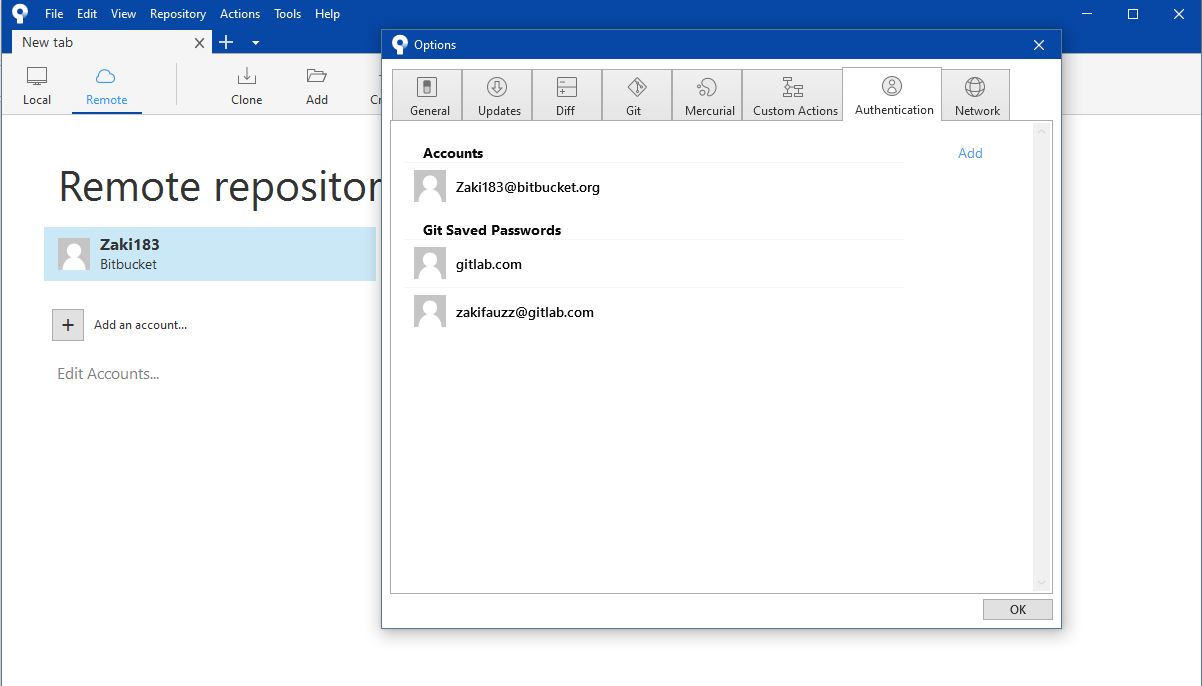 File Edit View Repository Actions Tools Help
New tab
Local Remote Clone Add Cr
Remote repositor
Zaki183
Bitbucket
Add an account...
Edit Accounts...
Options
General Updates Diff Git Mercurial Custom Actions Authentication Network
Accounts Add
Zaki183@bitbucket.org
Git Saved Passwords
gitlab.com
zakifauzz@gitlab.com
OK